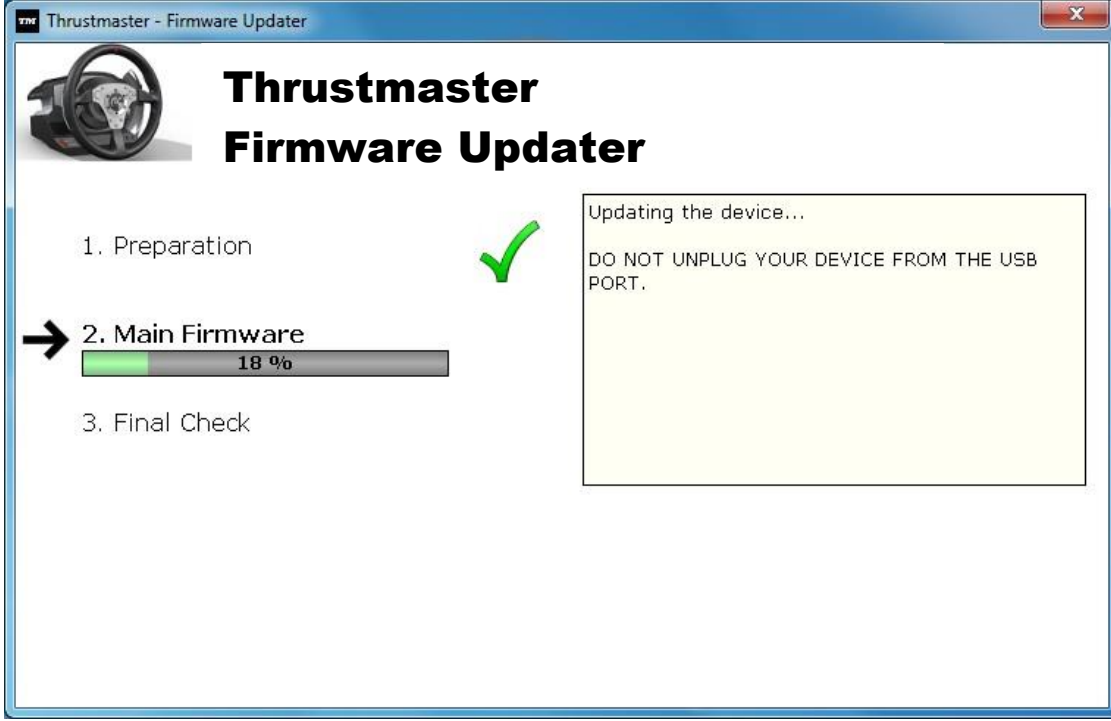 TM Thrustmaster - Firmware Updater
Thrustmaster
Firmware Updater
1. Preparation
2. Main Firmware
18 %
3. Final Check
Updating the device...
DO NOT UNPLUG YOUR DEVICE FROM THE USB
PORT.